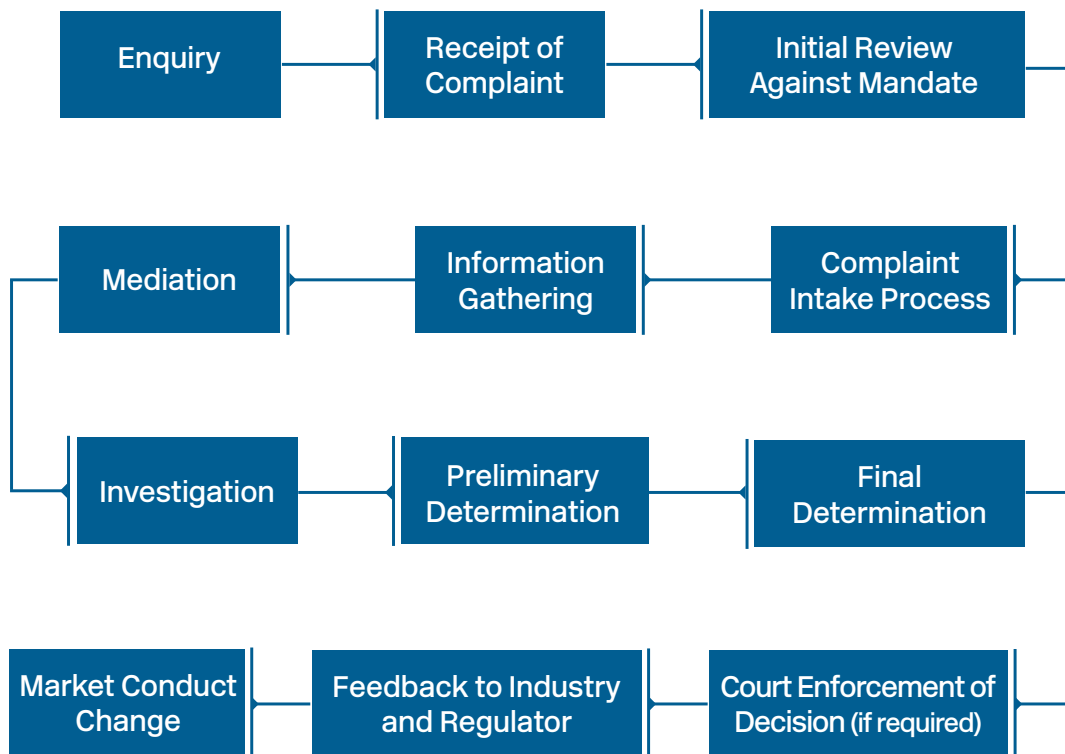 Enquiry
Receipt of
Complaint
Initial Review
Against Mandate
Mediation
Information
Gathering
Complaint
Intake Process
Investigation
Preliminary
Determination
Final
Determination
Market Conduct
Change
Feedback to Industry
and Regulator
Court Enforcement of
Decision (if required)